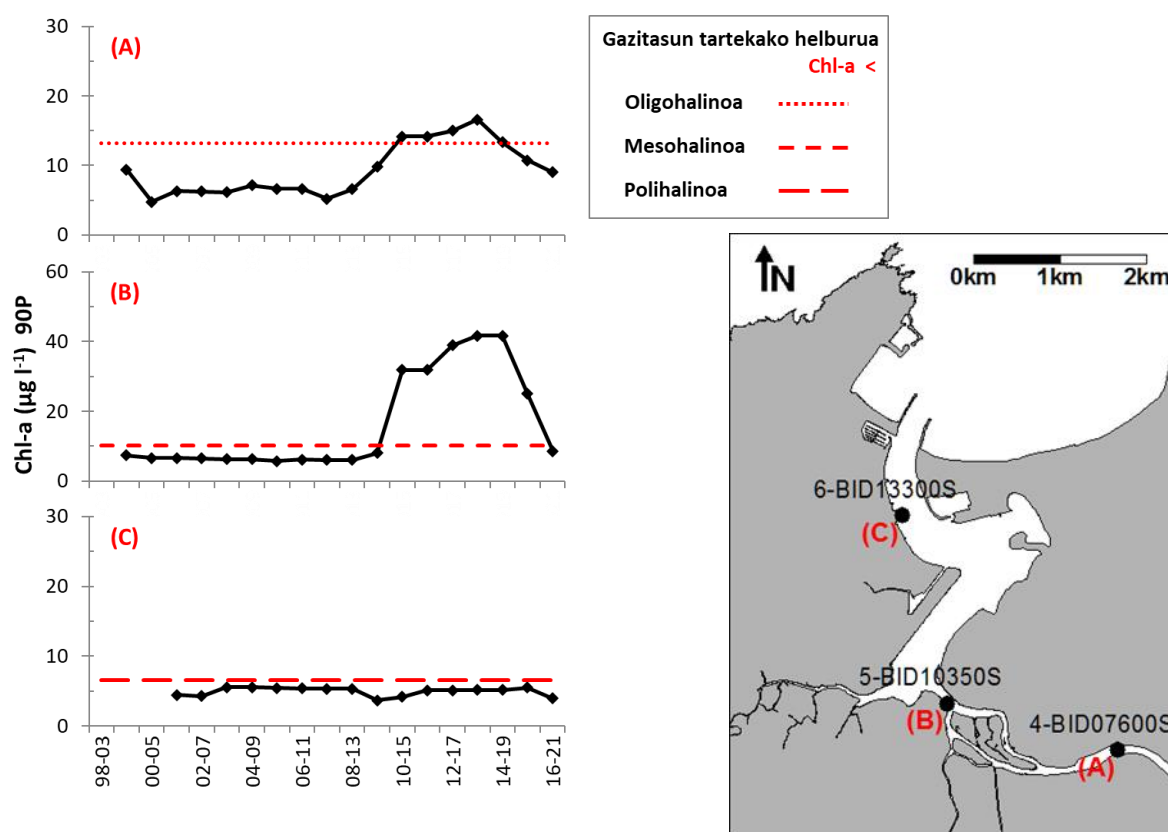 30
(A)
20
10
0
60
(B)
40
20
0
30
(C)
20
10
0
Chl-a (µg l-1) 90P
98-03
00-05
02-07
04-09
06-11
08-13
10-15
12-17
14-19
16-21
Gazitasun tartekako helburua
Chl-a <
Oligohalinoa
Mesohalinoa
Polihalinoa
N
0km 1km 2km
6-BID13300S
(C)
5-BID10350S
(B)
4-BID07600S
(A)